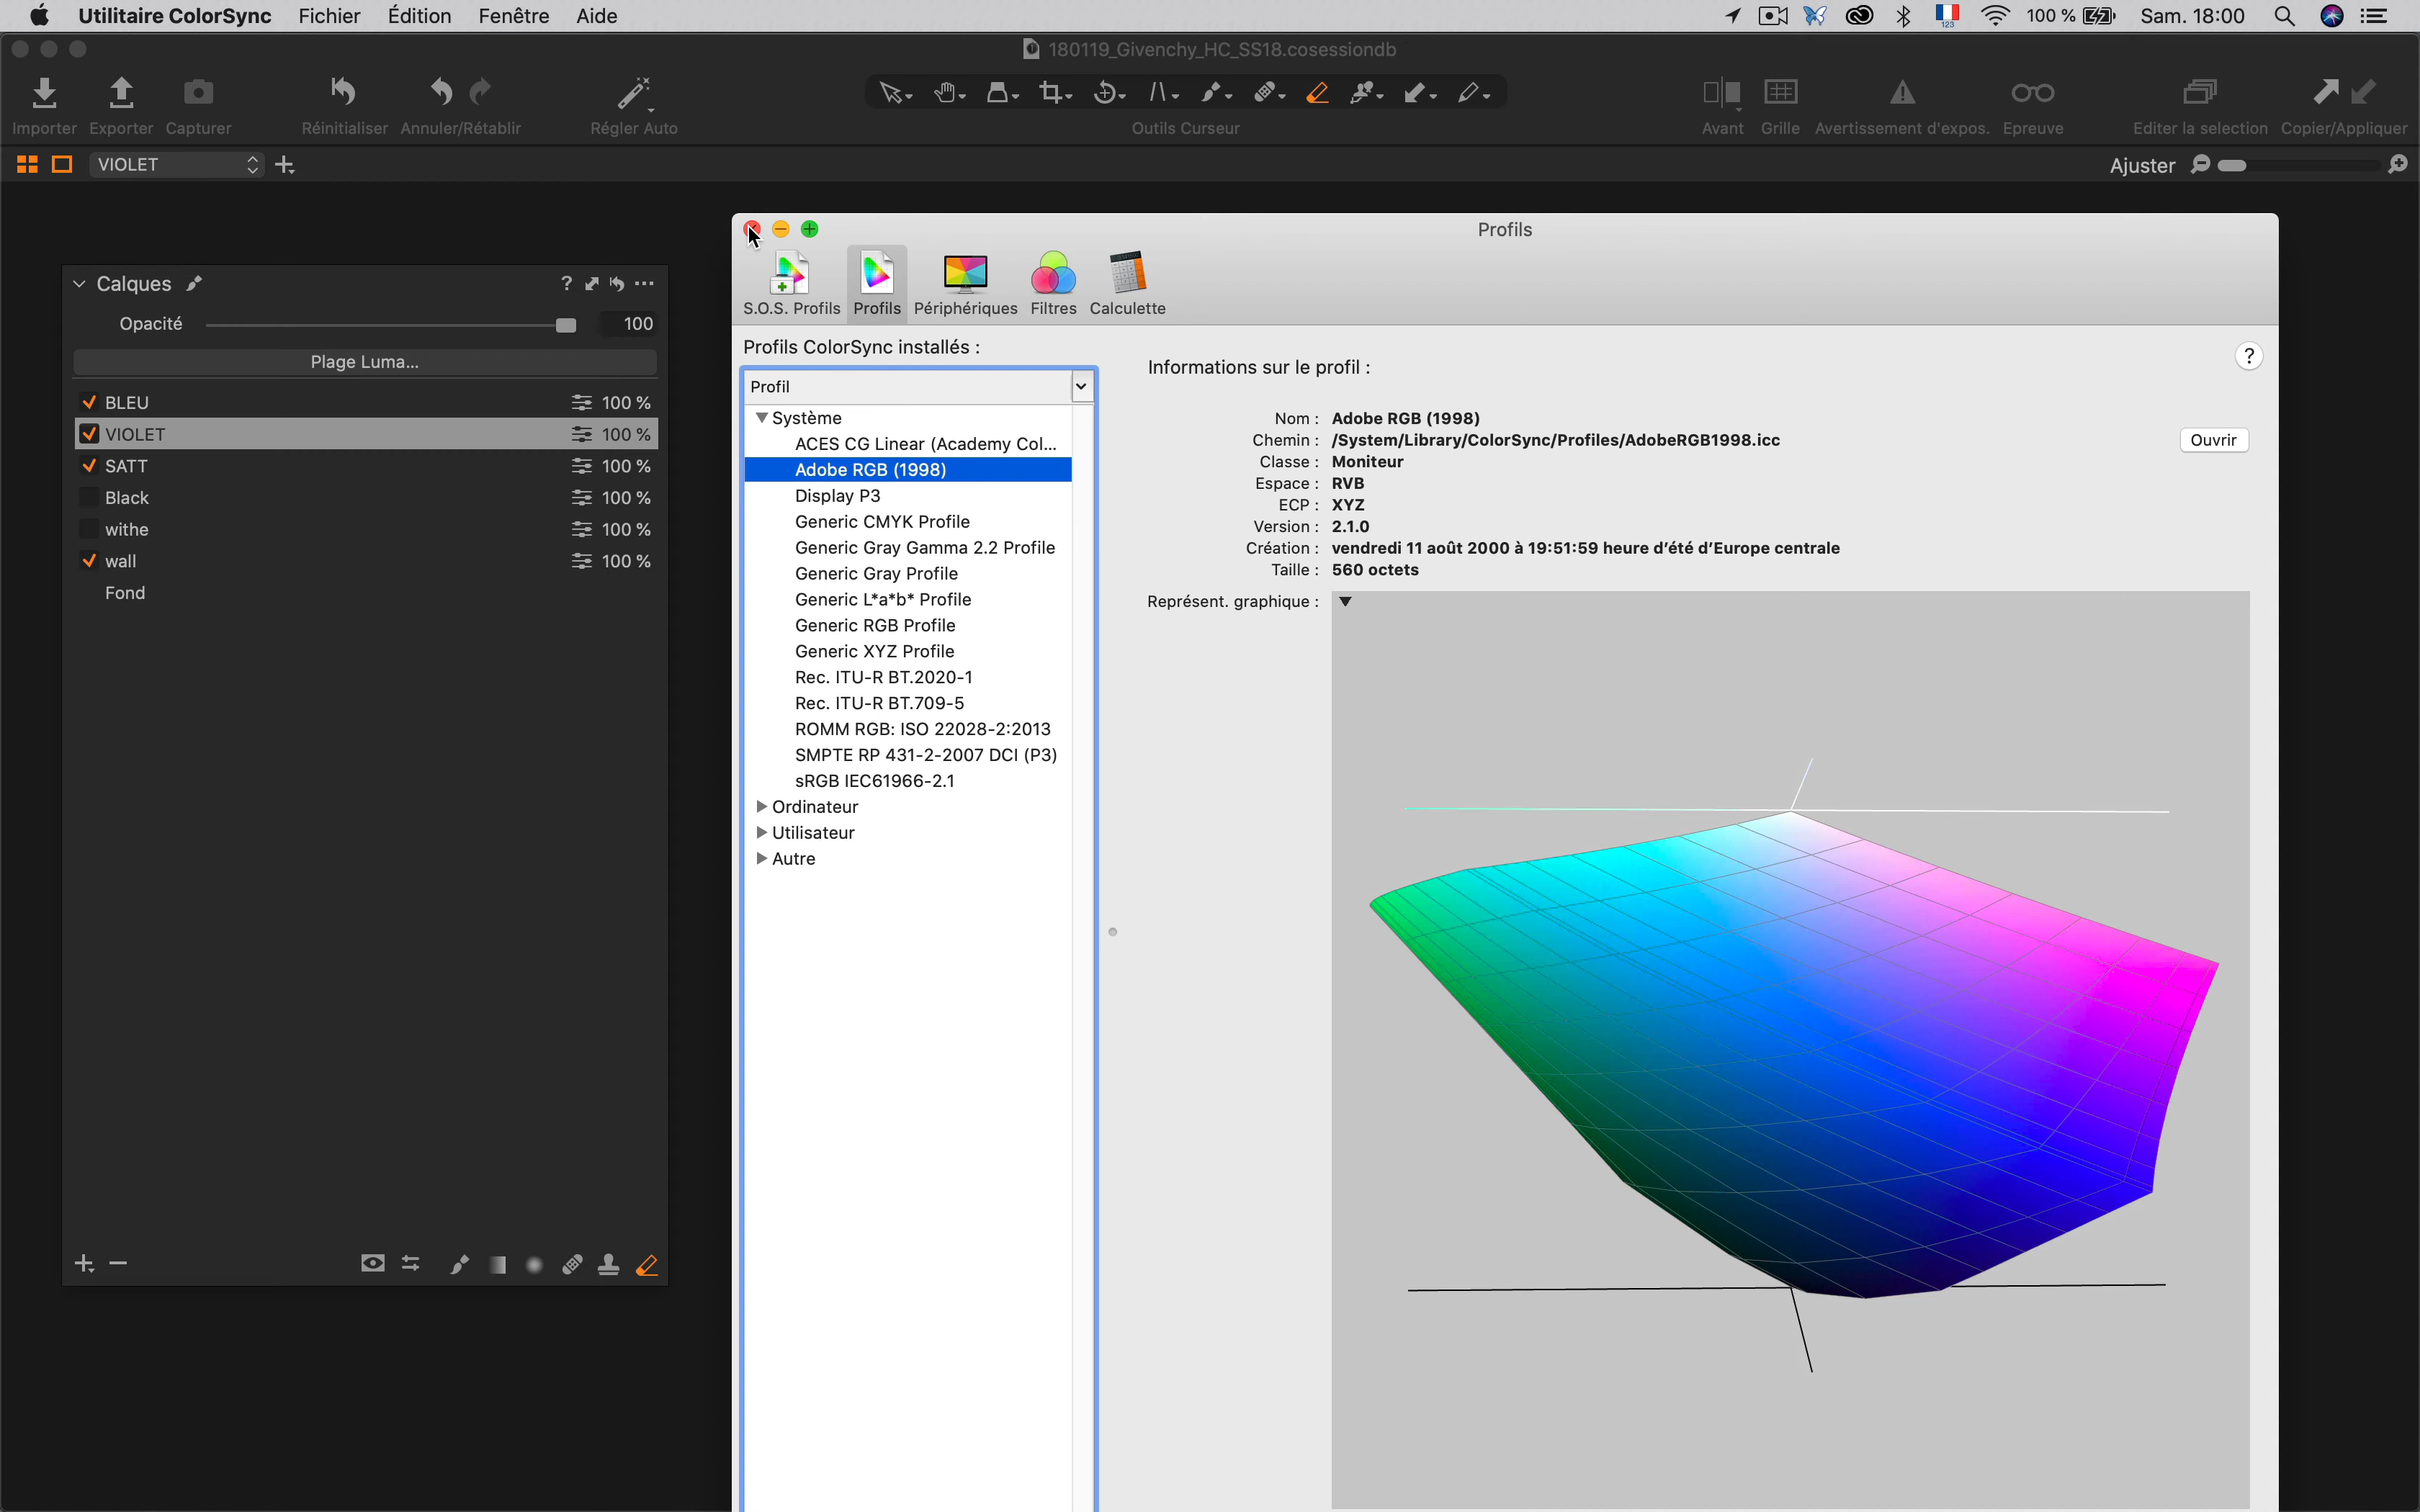 Utilitaire ColorSync Fichier Édition Fenêtre Aide 123 100 % Sam. 18:00
180119_Givenchy_HC_SS18.cosessiondb
Importer Exporter Capturer Réinitialiser Annuler/Rétablir Régler Auto Outils Curseur Avant Grille Avertissement d'expos. Epreuve Editer la selection Copier/Appliquer
VIOLET Ajuster
Calques ?
Opacité 100
Plage Luma...
BLEU 100 %
VIOLET 100 %
SATT 100 %
Black 100 %
withe 100 %
wall 100 %
Fond
Profils
S.O.S. Profils Profils Périphériques Filtres Calculette
Profils ColorSync installés :
Profil
Système
ACES CG Linear (Academy Col...
Adobe RGB (1998)
Display P3
Generic CMYK Profile
Generic Gray Gamma 2.2 Profile
Generic Gray Profile
Generic L*a*b* Profile
Generic RGB Profile
Generic XYZ Profile
Rec. ITU-R BT.2020-1
Rec. ITU-R BT.709-5
ROMM RGB: ISO 22028-2:2013
SMPTE RP 431-2-2007 DCI (P3)
sRGB IEC61966-2.1
Ordinateur
Utilisateur
Autre
Informations sur le profil : ?
Nom : Adobe RGB (1998)
Chemin : /System/Library/ColorSync/Profiles/AdobeRGB1998.icc Ouvrir
Classe : Moniteur
Espace : RVB
ECP : XYZ
Version : 2.1.0
Création : vendredi 11 août 2000 à 19:51:59 heure d’été d’Europe centrale
Taille : 560 octets
Représent. graphique :